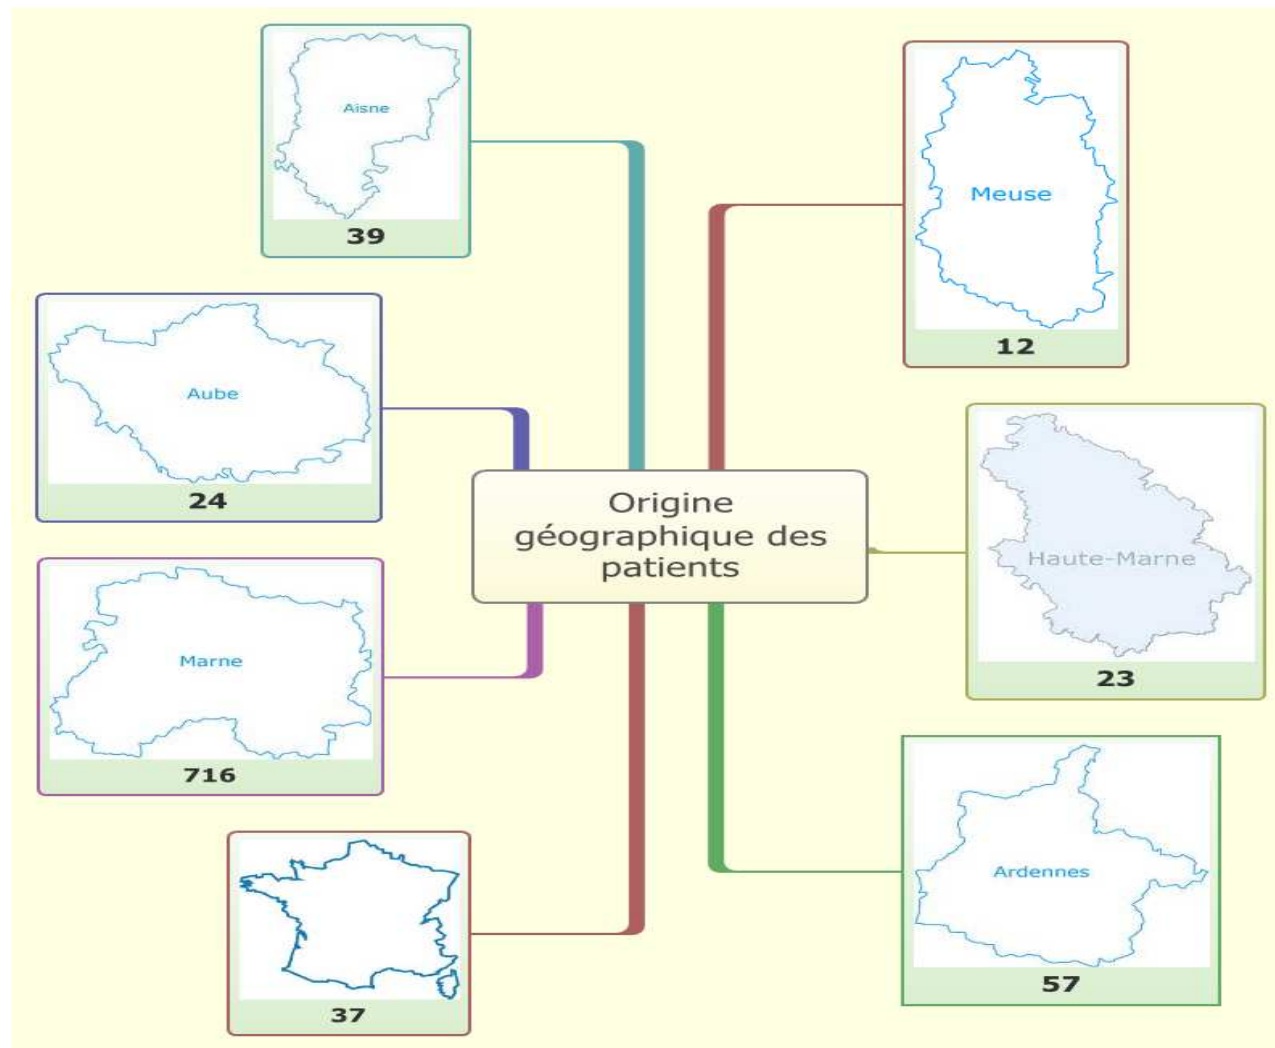 Aisne
39
Meuse
12
Aube
24
Origine
géographique des
patients
Haute-Marne
23
Marne
716
Ardennes
57
37